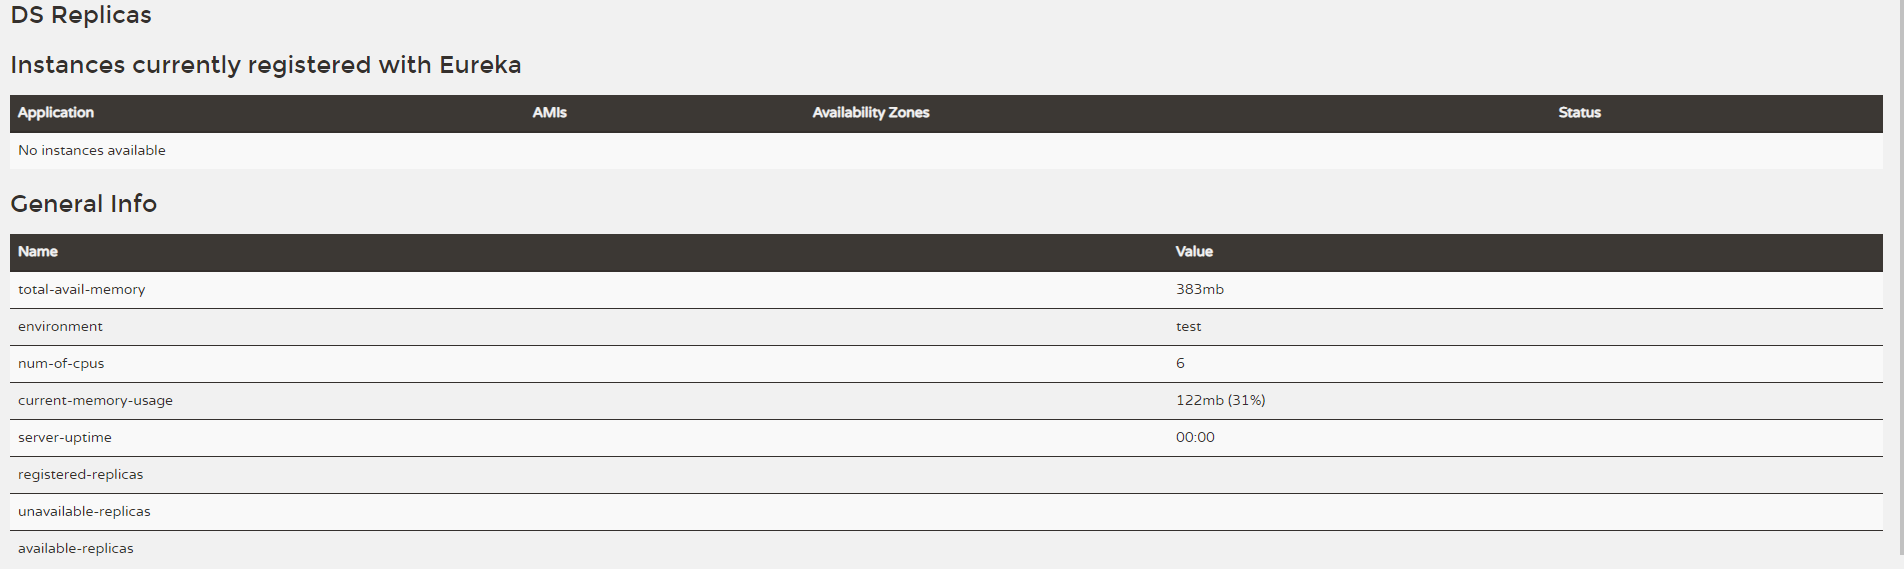 DS Replicas
Instances currently registered with Eureka
Application AMIs Availability Zones Status
No instances available
General Info
Name Value
total-avail-memory 383mb
environment test
num-of-cpus 6
current-memory-usage 122mb (31%)
server-uptime 00:00
registered-replicas
unavailable-replicas
available-replicas